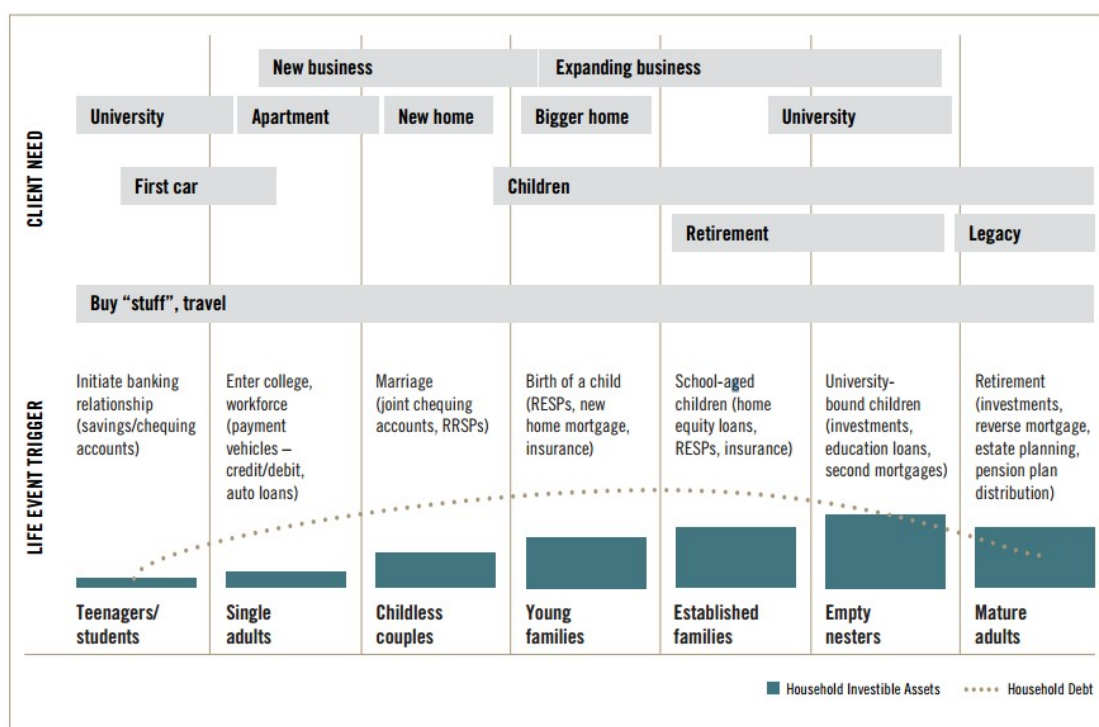 New business
Expanding business
University
Apartment
New home
Bigger home
University
First car
Children
Retirement
Legacy
Buy “stuff”, travel
CLIENT NEED
LIFE EVENT TRIGGER
Initiate banking
relationship
(savings/chequing
accounts)
Enter college,
workforce
(payment
vehicles –
credit/debit,
auto loans)
Marriage
(joint chequing
accounts, RRSPs)
Birth of a child
(RESPs, new
home mortgage,
insurance)
School-aged
children (home
equity loans,
RESPs, insurance)
University-
bound children
(investments,
education loans,
second mortgages)
Retirement
(investments,
reverse mortgage,
estate planning,
pension plan
distribution)
Teenagers/
students
Single
adults
Childless
couples
Young
families
Established
families
Empty
nesters
Mature
adults
Household Investible Assets
Household Debt